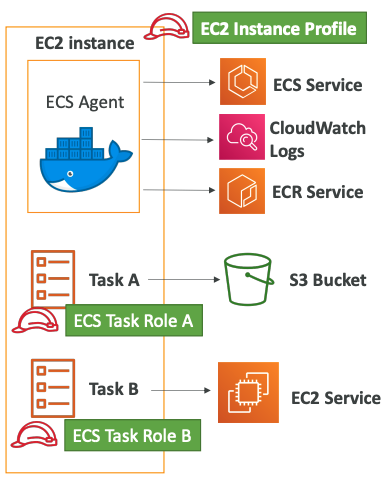 EC2 Instance Profile
EC2 instance
ECS Agent
ECS Service
CloudWatch
Logs
ECR Service
Task A
S3 Bucket
ECS Task Role A
Task B
EC2 Service
ECS Task Role B